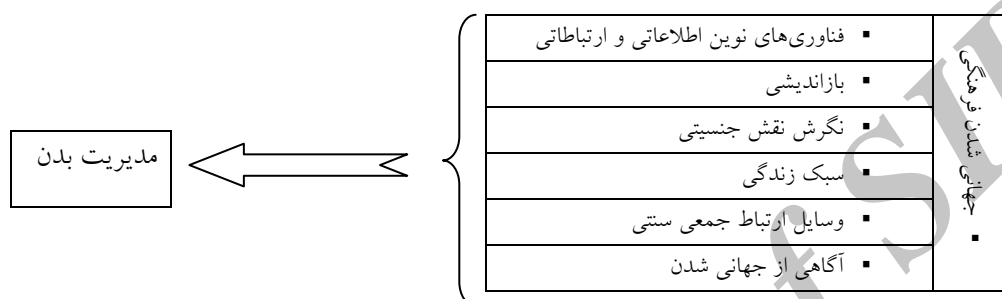 جهانی شدن فرهنگی
فناوری‌های نوین اطلاعاتی و ارتباطاتی
بازاندیشی
نگرش نقش جنسیتی
سبک زندگی
وسایل ارتباط جمعی سنتی
آگاهی از جهانی شدن
مدیریت بدن
f SI